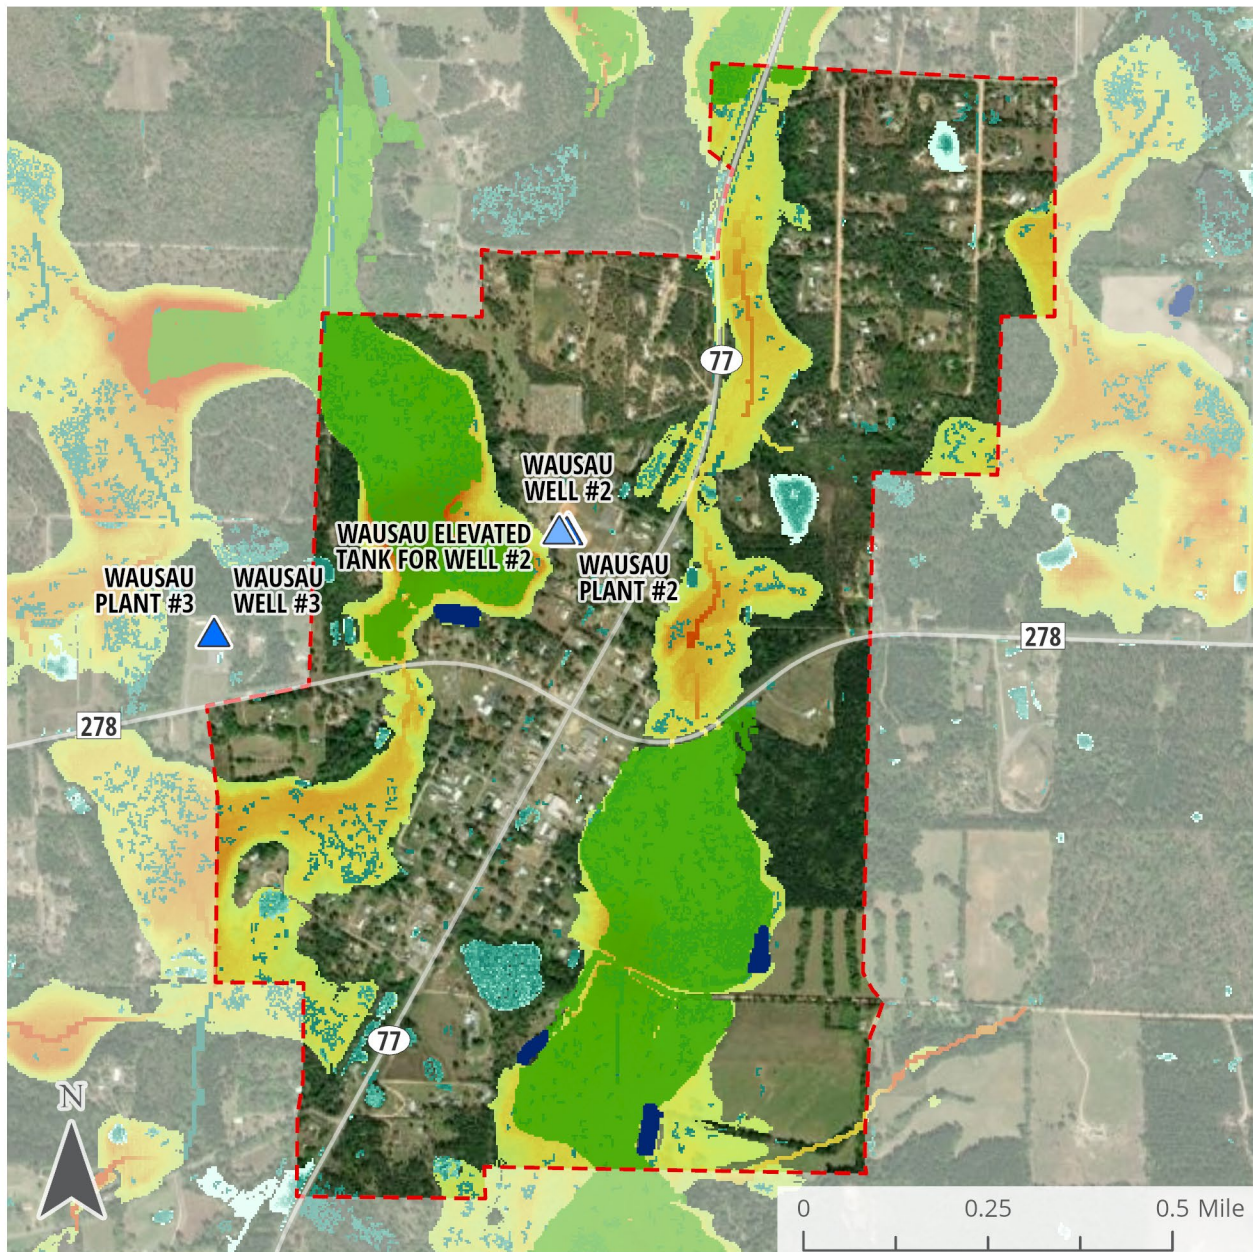 77
WAUSAU
WELL #2
WAUSAU ELEVATED
TANK FOR WELL #2
WAUSAU
PLANT #2
WAUSAU
PLANT #3
WAUSAU
WELL #3
278
278
77
N
0
0.25
0.5 Mile